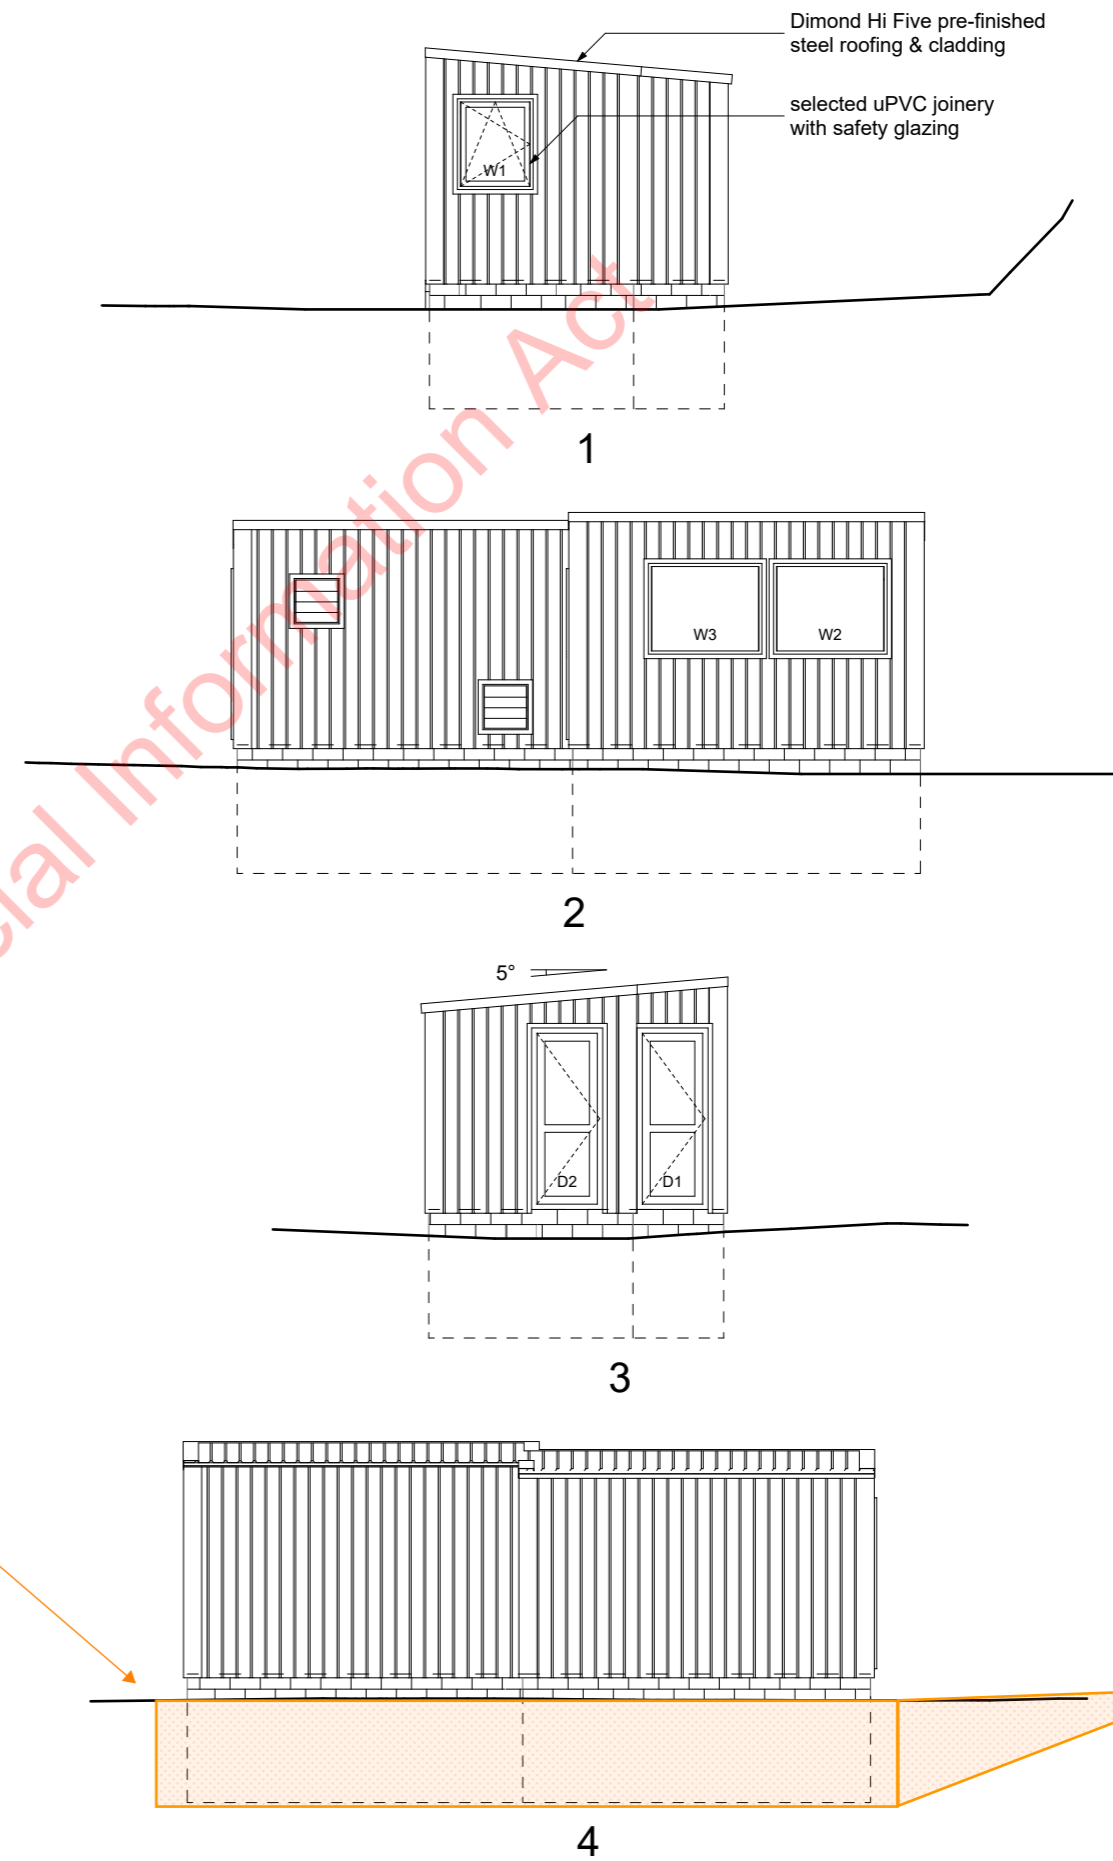 Dimond Hi Five pre-finished
steel roofing & cladding
selected uPVC joinery
with safety glazing
W1
1
W3
W2
2
5°
D2
D1
3
4
Information Act